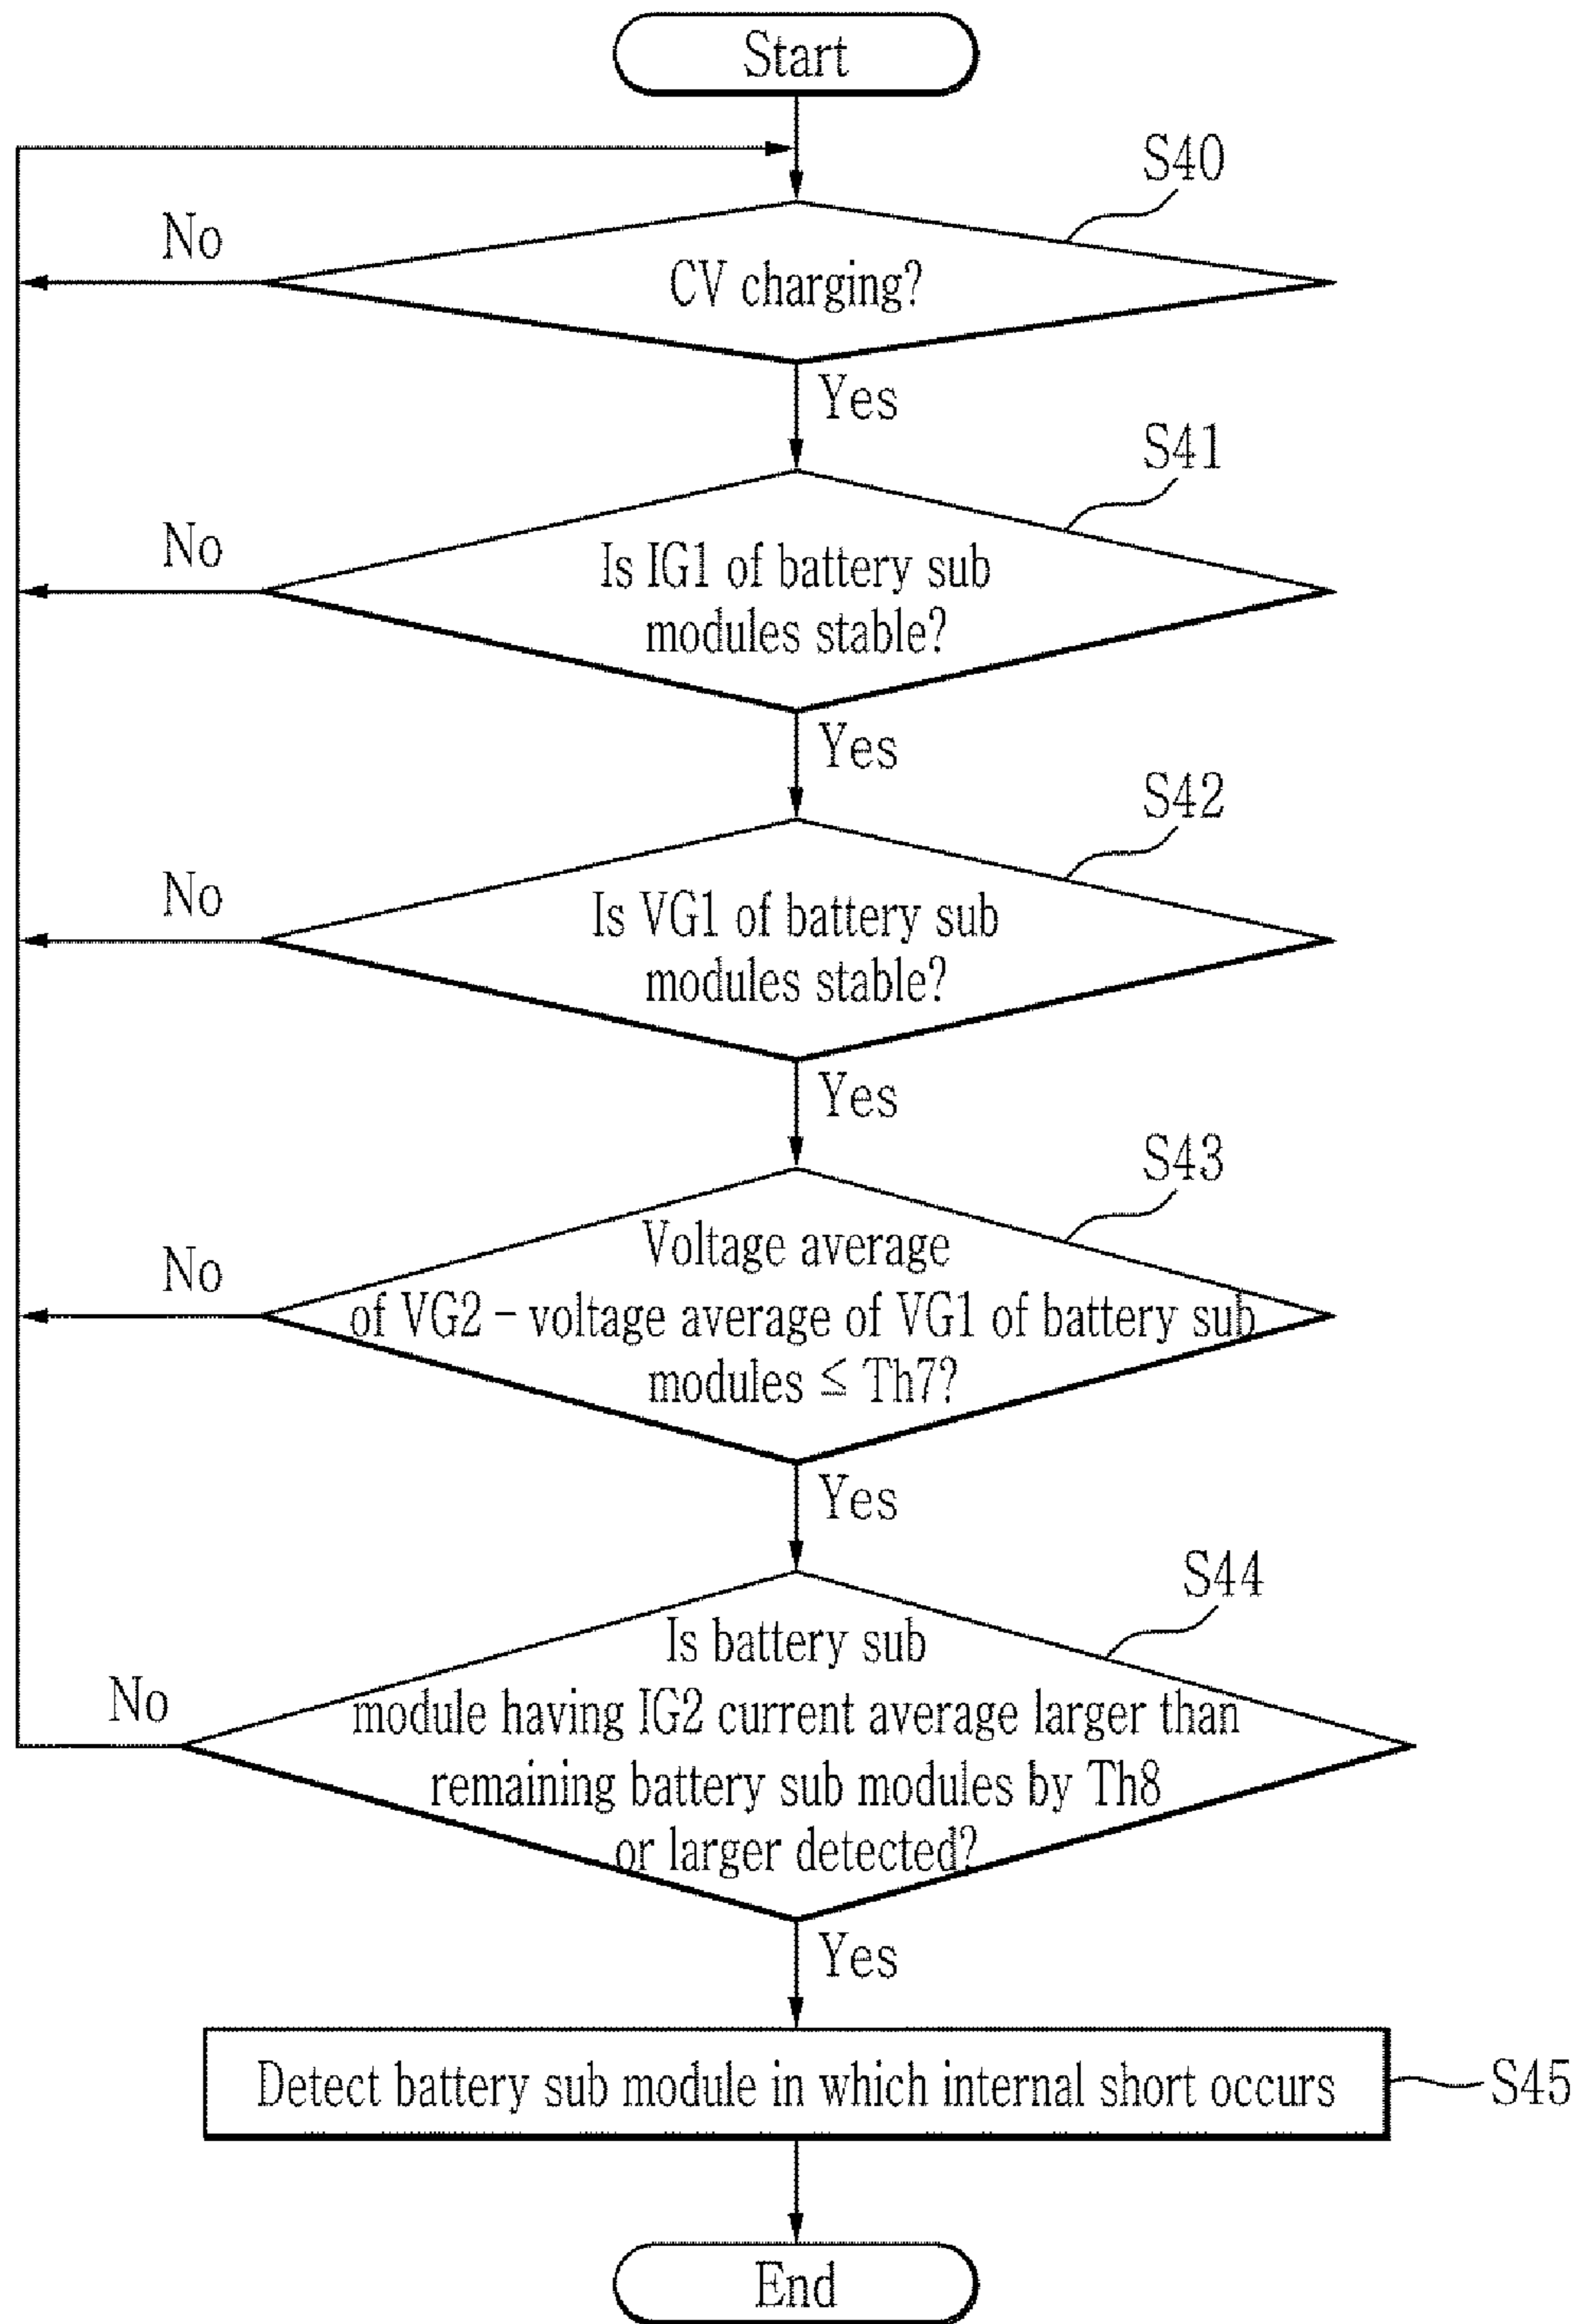 Start
S40
No
CV charging?
Yes
S41
No
Is IG1 of battery sub
modules stable?
Yes
S42
No
Is VG1 of battery sub
modules stable?
Yes
S43
Voltage average
No
of VG2 – voltage average of VG1 of battery sub
modules ≤ Th7?
Yes
S44
Is battery sub
No
module having IG2 current average larger than
remaining battery sub modules by Th8
or larger detected?
Yes
Detect battery sub module in which internal short occurs
S45
End